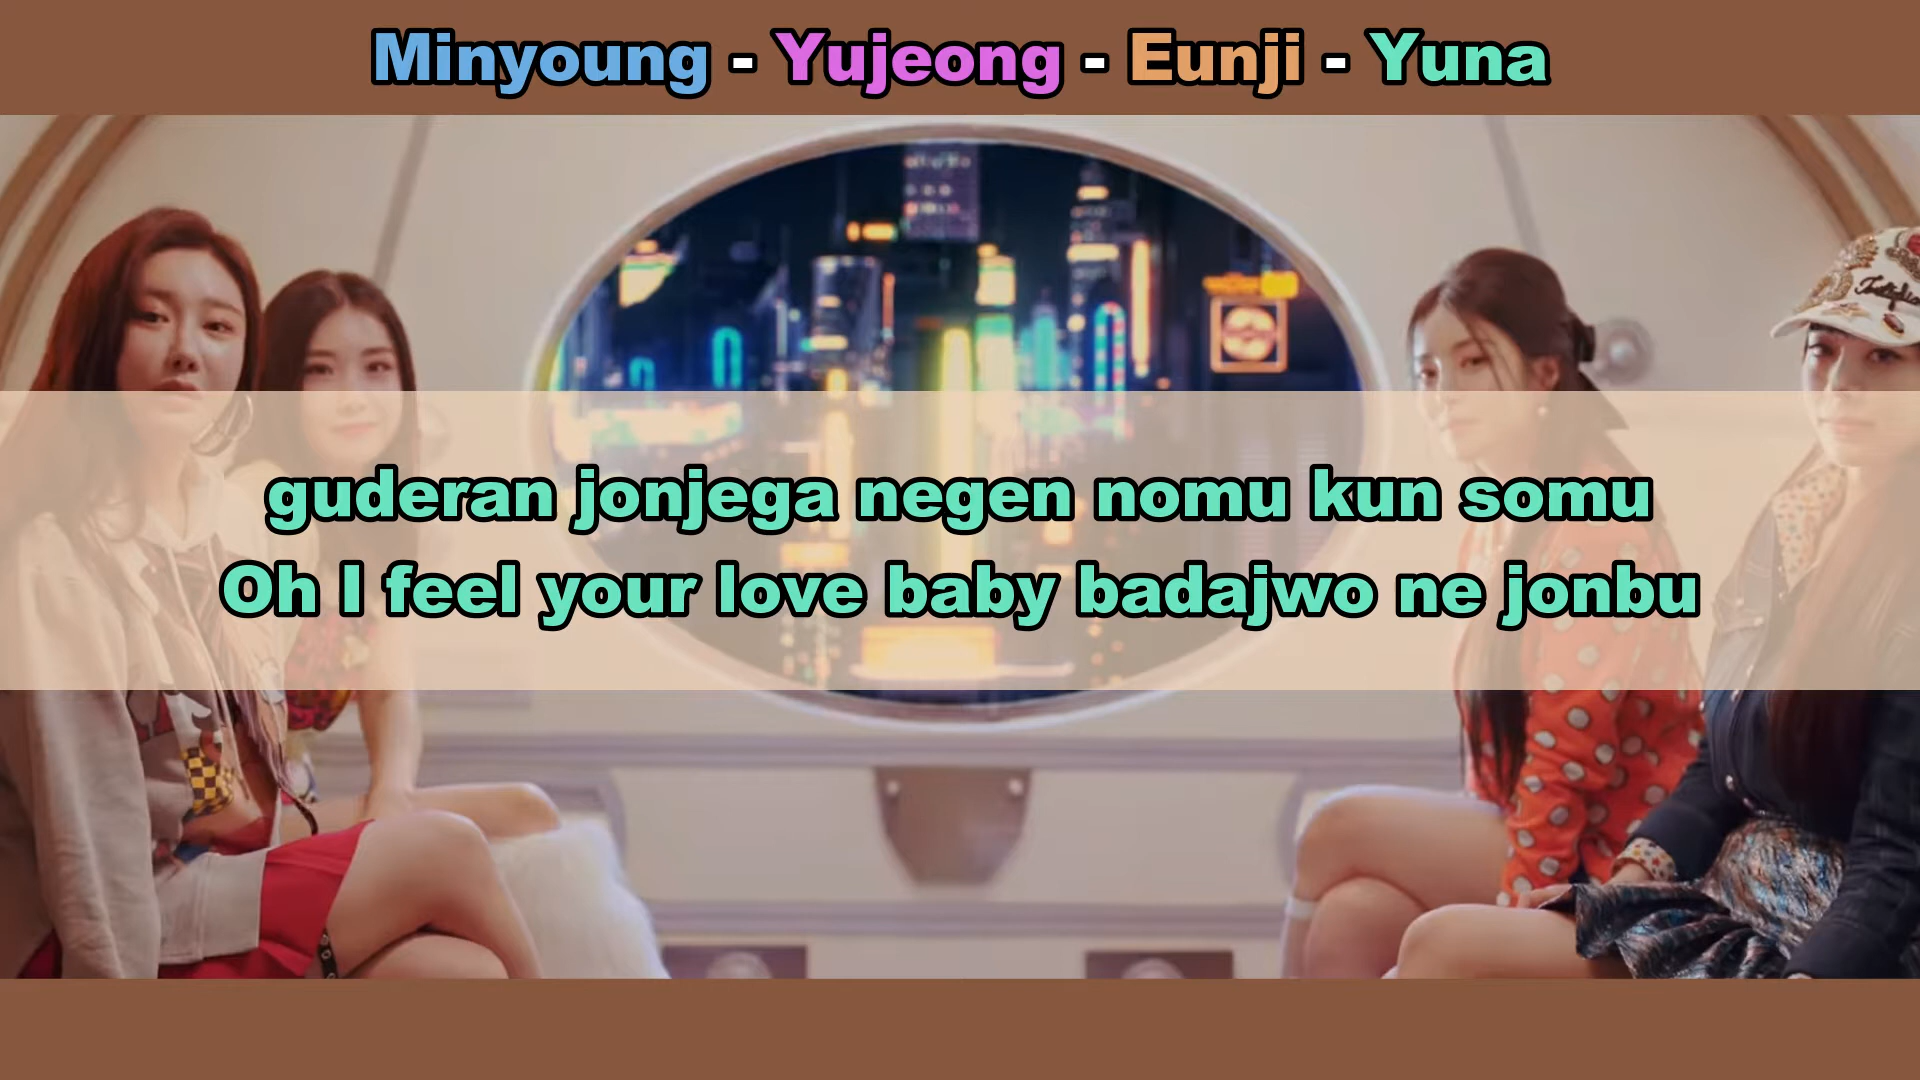 Minyoung - Yujeong - Eunji - Yuna
guderan jonjega negen nomu kun somu
Oh I feel your love baby badajwo ne jonbu